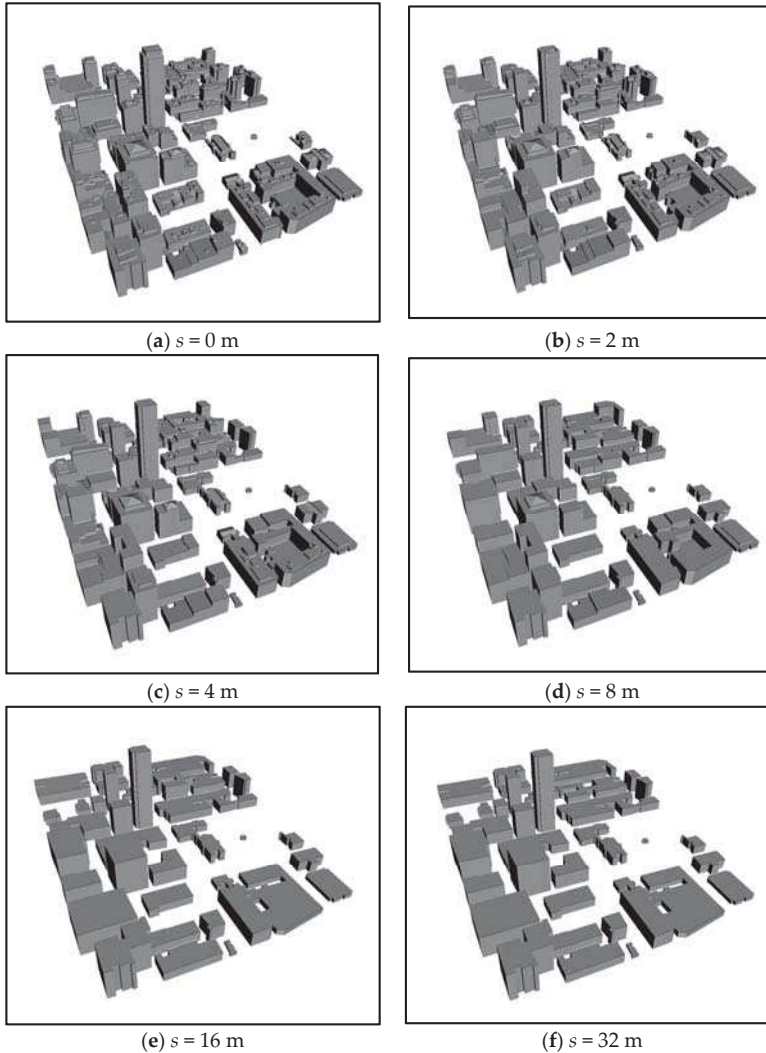 (a) s = 0 m
(b) s = 2 m
(c) s = 4 m
(d) s = 8 m
(e) s = 16 m
(f) s = 32 m